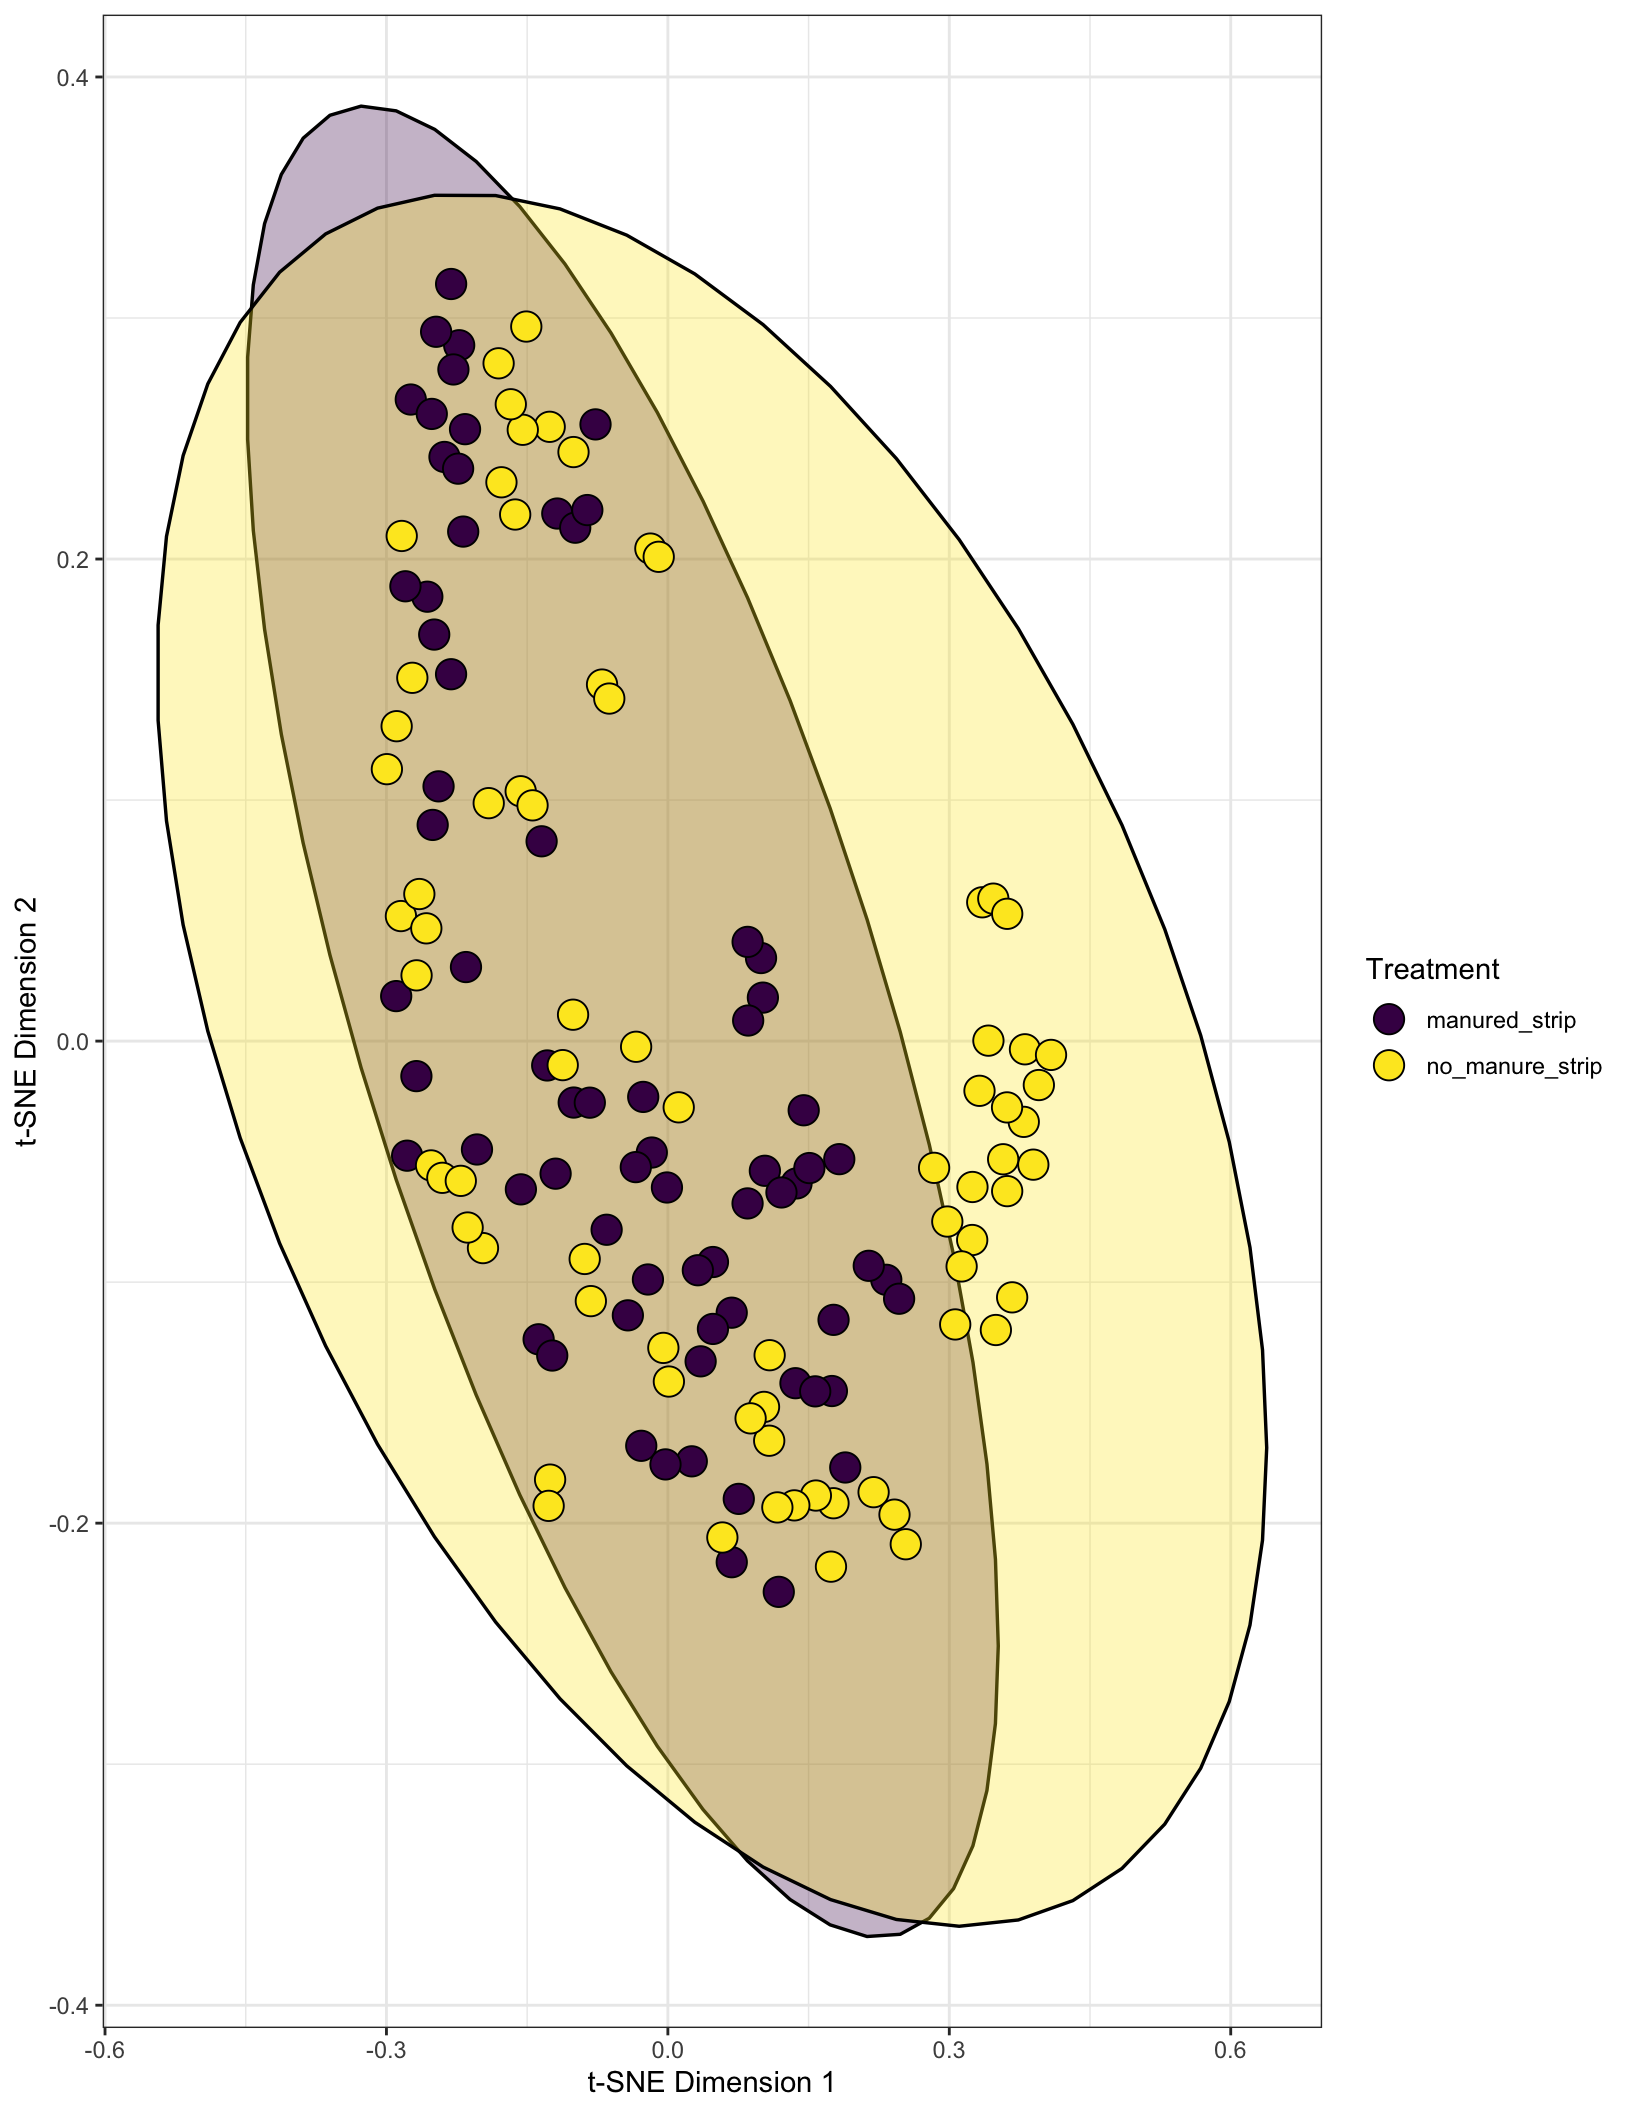 0.4
0.2
0.0
-0.2
-0.4
t-SNE Dimension 2
-0.6
-0.3
0.0
0.3
0.6
t-SNE Dimension 1
Treatment
manured_strip
no_manure_strip